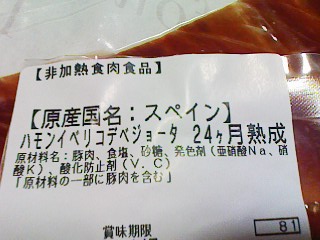 【非加熱食肉食品】
【原産国名：スペイン】
ハモンイベリコデベジョータ 24ヶ月熟成
原材料名：豚肉、食塩、砂糖、発色剤（亜硝酸Na、硝
酸K）、酸化防止剤（V．C）
「原材料の一部に豚肉を含む」
賞味期限
81